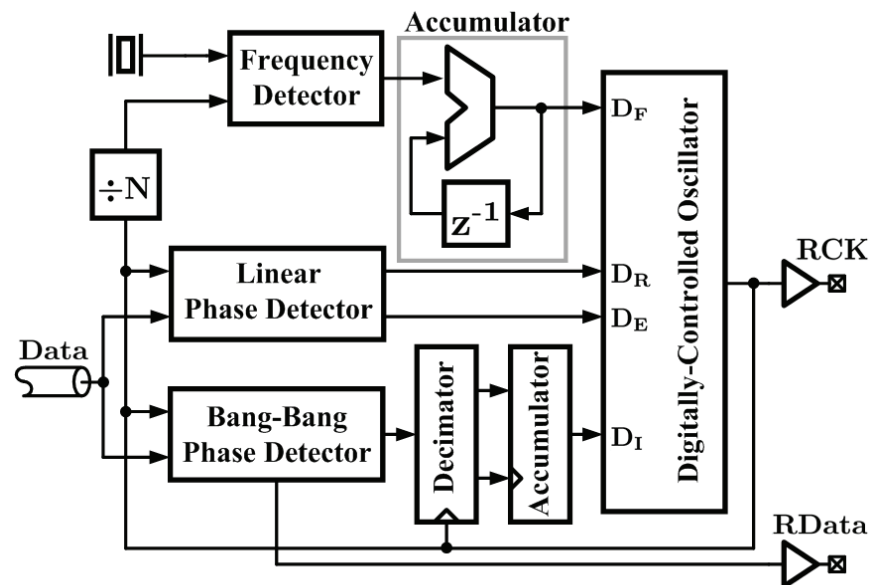 Accumulator
Frequency
Detector
D_F
÷N
z^-1
Digitally-Controlled Oscillator
RCK
Linear
Phase Detector
D_R
D_E
Data
Bang-Bang
Phase Detector
Decimator
Accumulator
D_I
RData